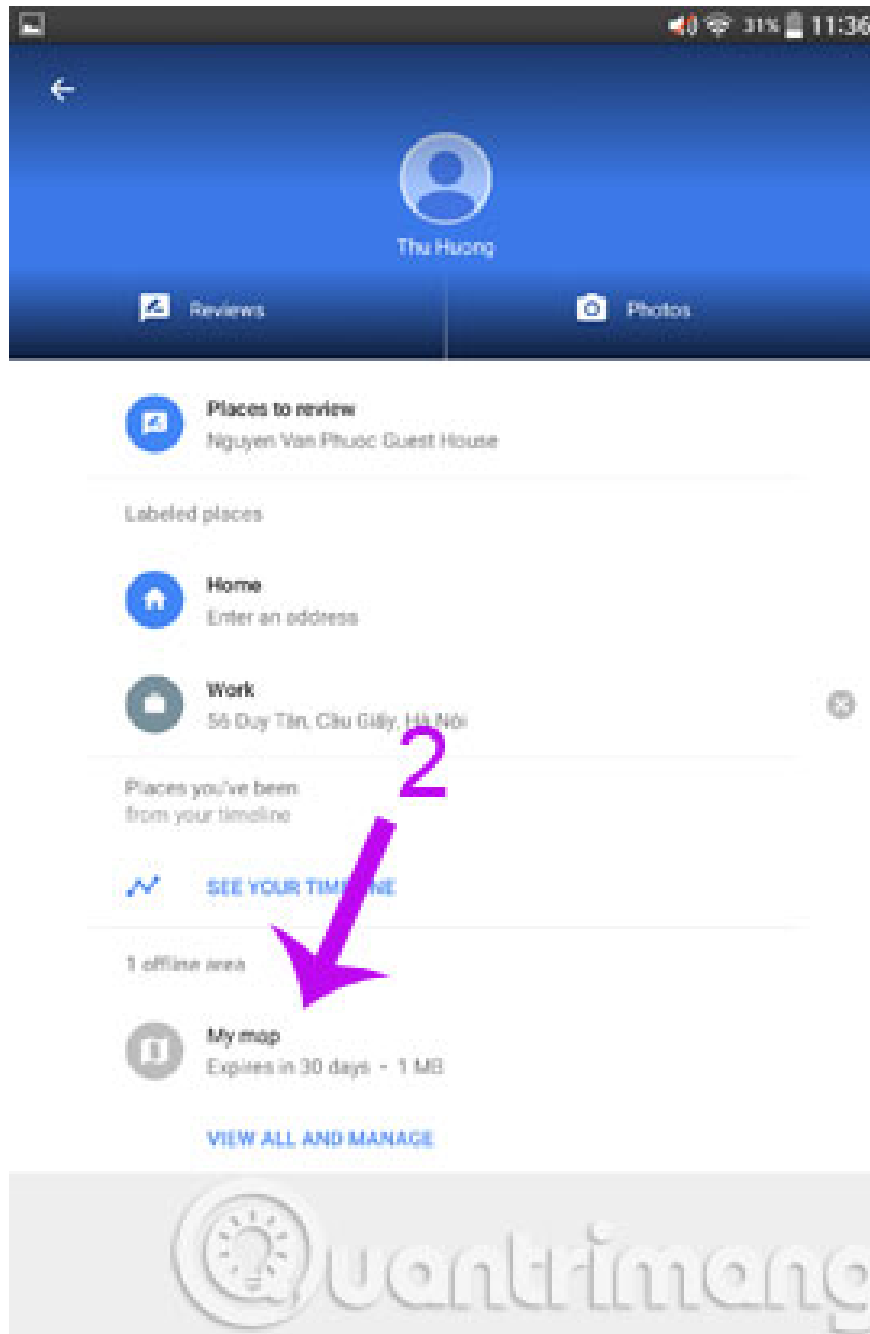 31% 11:36
Thu Huong
Reviews
Photos
Places to review
Nguyen Van Phuoc Guest House
Labeled places
Home
Enter an address
Work
56 Duy Tân, Cầu Giấy, Hà Nội
2
Places you've been
from your timeline
SEE YOUR TIMELINE
1 offline area
My map
Expires in 30 days - 1 MB
VIEW ALL AND MANAGE
Quantrimang